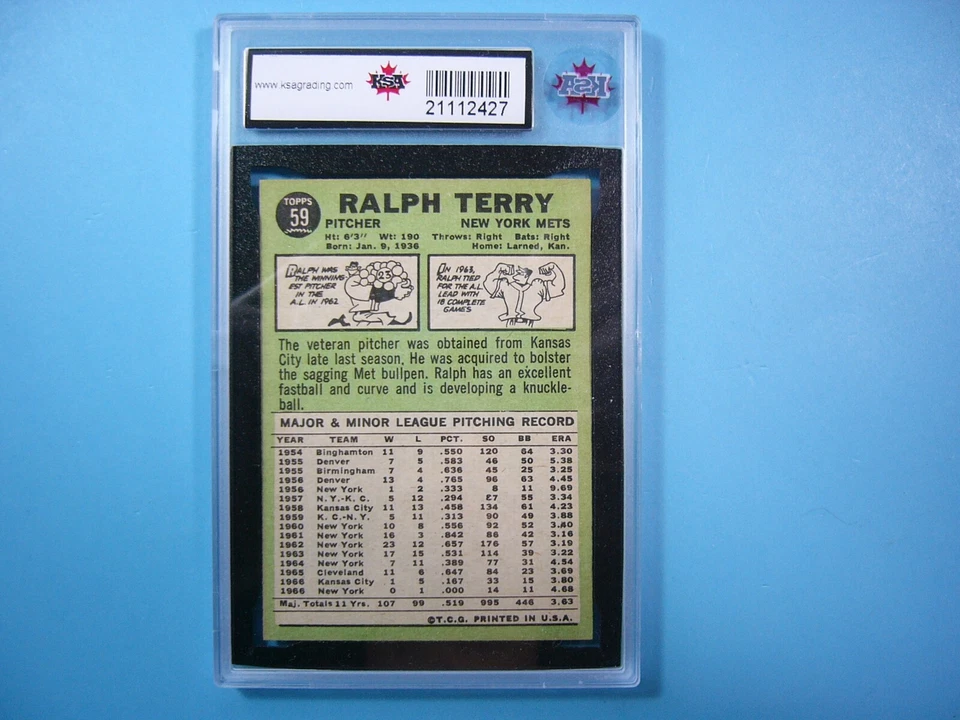 www.ksagrading.com KSA
21112427
KSA
TOPPS
59
RALPH TERRY
PITCHER NEW YORK METS
Ht: 6'3" Wt: 190 Throws: Right Bats: Right
Born: Jan. 9, 1936 Home: Larned, Kan.
RALPH WAS
THE WINNING-
EST PITCHER
IN THE
A.L. IN 1962
23
IN 1963,
RALPH TIED
FOR THE A.L.
LEAD WITH
18 COMPLETE
GAMES
The veteran pitcher was obtained from Kansas
City late last season. He was acquired to bolster
the sagging Met bullpen. Ralph has an excellent
fastball and curve and is developing a knuckle-
ball.
MAJOR & MINOR LEAGUE PITCHING RECORD
YEAR TEAM W L PCT. SO BB ERA
1954 Binghamton 11 9 .550 120 64 3.30
1955 Denver 7 5 .583 46 50 5.38
1955 Birmingham 7 4 .636 45 25 3.25
1956 Denver 13 4 .765 96 63 4.45
1956 New York 1 2 .333 8 11 9.69
1957 N.Y.-K.C. 5 12 .294 87 55 3.34
1958 Kansas City 11 13 .458 134 61 4.23
1959 K.C.-N.Y. 5 11 .313 90 49 3.88
1960 New York 10 8 .556 92 52 3.40
1961 New York 16 3 .842 86 42 3.16
1962 New York 23 12 .657 176 57 3.19
1963 New York 17 15 .531 114 39 3.22
1964 New York 7 11 .389 77 31 4.54
1965 Cleveland 11 6 .647 84 23 3.69
1966 Kansas City 1 5 .167 33 15 3.80
1966 New York 0 1 .000 14 11 4.68
Maj. Totals 11 Yrs. 107 99 .519 995 446 3.63
©T.C.G. PRINTED IN U.S.A.